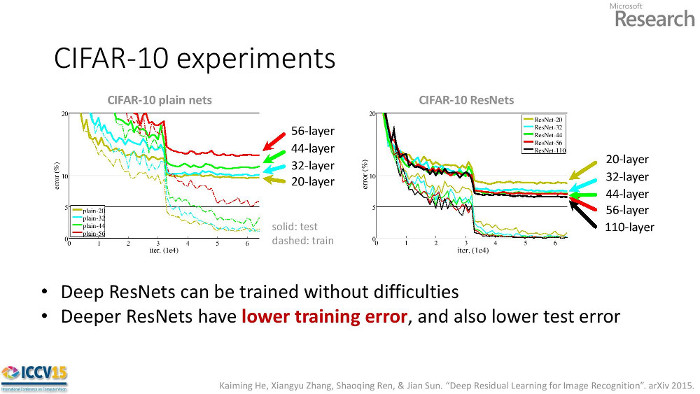 Microsoft
Research
CIFAR-10 experiments
CIFAR-10 plain nets
20
10
5
0
error (%)
0 1 2 3 4 5 6
iter. (1e4)
plain-20
plain-32
plain-44
plain-56
56-layer
44-layer
32-layer
20-layer
solid: test
dashed: train
CIFAR-10 ResNets
20
10
5
0
error (%)
0 1 2 3 4 5 6
iter. (1e4)
ResNet-20
ResNet-32
ResNet-44
ResNet-56
ResNet-110
20-layer
32-layer
44-layer
56-layer
110-layer
• Deep ResNets can be trained without difficulties
• Deeper ResNets have lower training error, and also lower test error
ICCV15
Kaiming He, Xiangyu Zhang, Shaoqing Ren, & Jian Sun. “Deep Residual Learning for Image Recognition”. arXiv 2015.